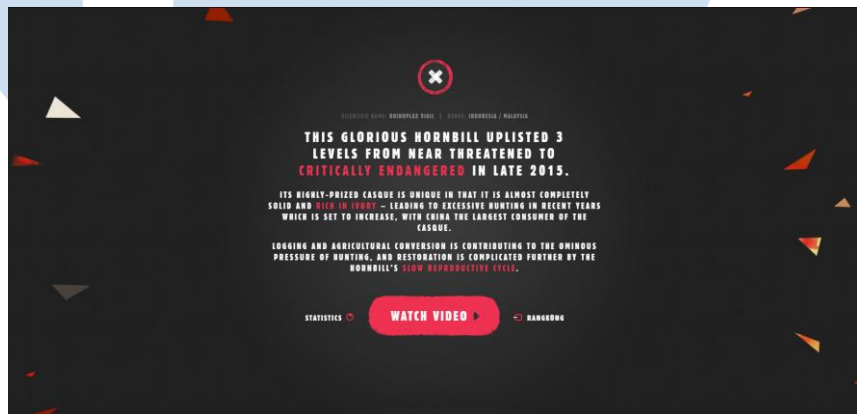 SCIENTIFIC NAME: RHINOPLAX VIGIL | RANGE: INDONESIA / MALAYSIA
THIS GLORIOUS HORNBILL UPLISTED 3
LEVELS FROM NEAR THREATENED TO
CRITICALLY ENDANGERED IN LATE 2015.
ITS HIGHLY-PRIZED CASQUE IS UNIQUE IN THAT IT IS ALMOST COMPLETELY
SOLID AND RICH IN IVORY – LEADING TO EXCESSIVE HUNTING IN RECENT YEARS
WHICH IS SET TO INCREASE, WITH CHINA THE LARGEST CONSUMER OF THE
CASQUE.
LOGGING AND AGRICULTURAL CONVERSION IS CONTRIBUTING TO THE OMINOUS
PRESSURE OF HUNTING, AND RESTORATION IS COMPLICATED FURTHER BY THE
HORNBILL'S SLOW REPRODUCTIVE CYCLE.
STATISTICS WATCH VIDEO RANGKONG